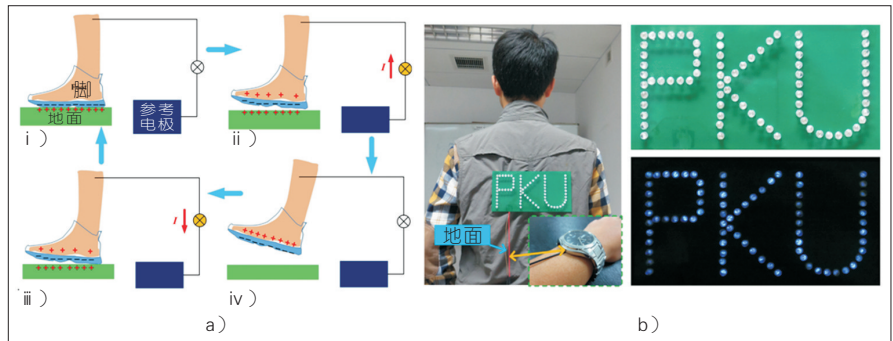 脚
地面
参考
电极
ⅰ）
ⅱ）
I
I
ⅲ）
ⅳ）
a）
PKU
地面
PKU
PKU
b）